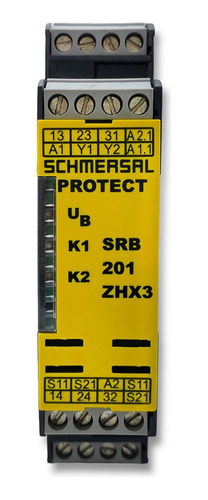 13 23 31 A2.1
A1 Y1 Y2 A1.1
SCHMERSAL
PROTECT
UB
K1 SRB
201
K2
ZHX3
S11 S21 A2 S11
14 24 32 S21